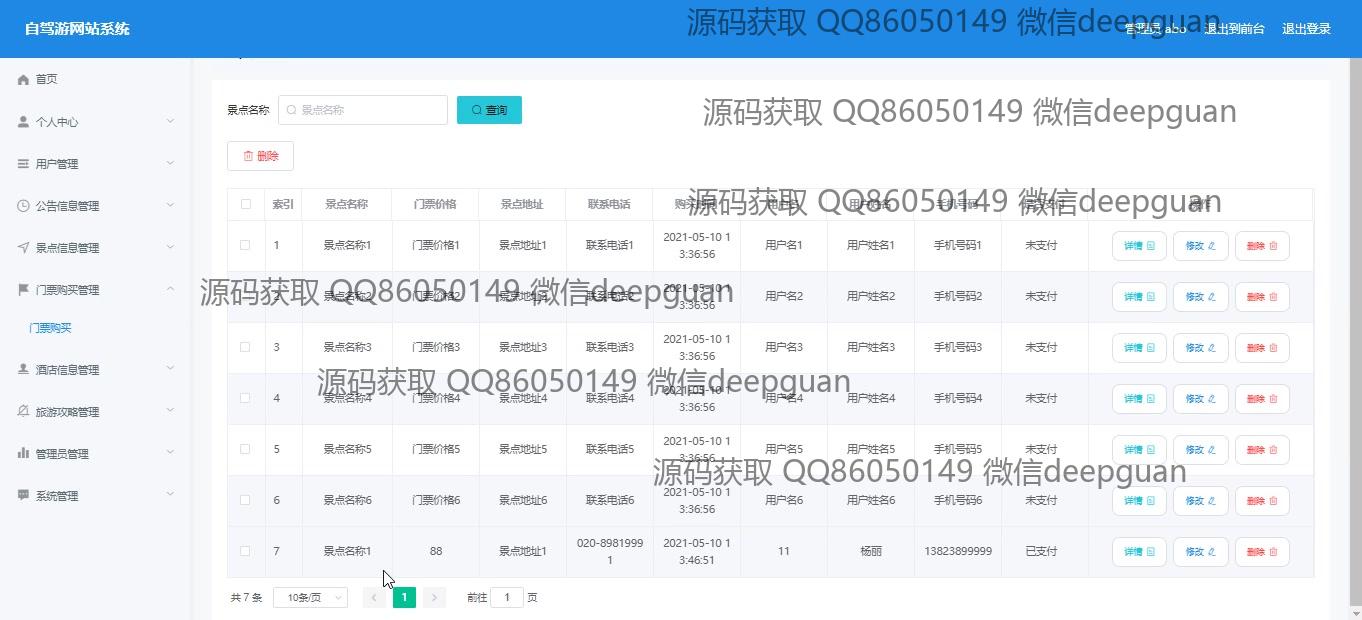 自驾游网站系统
管理员 abo 退出到前台 退出登录
源码获取 QQ86050149 微信deepguan
首页
个人中心
用户管理
公告信息管理
景点信息管理
门票购买管理
门票购买
酒店信息管理
旅游攻略管理
管理员管理
系统管理
景点名称 景点名称 查询
源码获取 QQ86050149 微信deepguan
删除
源码获取 QQ86050149 微信deepguan
索引 景点名称 门票价格 景点地址 联系电话 购买时间 用户名 用户姓名 手机号码 是否支付 操作
1 景点名称1 门票价格1 景点地址1 联系电话1 2021-05-10 1 用户名1 用户姓名1 手机号码1 未支付 详情 修改 删除
3:36:56
源码获取 QQ86050149 微信deepguan
2 景点名称2 门票价格2 景点地址2 联系电话2 2021-05-10 1 用户名2 用户姓名2 手机号码2 未支付 详情 修改 删除
3:36:56
3 景点名称3 门票价格3 景点地址3 联系电话3 2021-05-10 1 用户名3 用户姓名3 手机号码3 未支付 详情 修改 删除
3:36:56
源码获取 QQ86050149 微信deepguan
4 景点名称4 门票价格4 景点地址4 联系电话4 2021-05-10 1 用户名4 用户姓名4 手机号码4 未支付 详情 修改 删除
3:36:56
5 景点名称5 门票价格5 景点地址5 联系电话5 2021-05-10 1 用户名5 用户姓名5 手机号码5 未支付 详情 修改 删除
3:36:56
源码获取 QQ86050149 微信deepguan
6 景点名称6 门票价格6 景点地址6 联系电话6 2021-05-10 1 用户名6 用户姓名6 手机号码6 未支付 详情 修改 删除
3:36:56
7 景点名称1 88 景点地址1 020-8981999 2021-05-10 1 11 杨丽 13823899999 已支付 详情 修改 删除
1 3:46:51
共 7 条 10条/页 1 前往 1 页